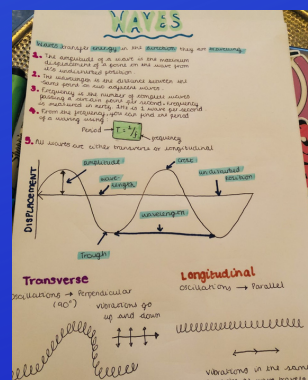 WAVES
Waves transfer energy in the direction they are travelling
1. The amplitude of a wave is the maximum
displacement of a point on the wave from
its undisturbed position
2. The wavelength is the distance between the
same point on two adjacent waves.
3. Frequency is the number of complete waves
passing a certain point per second. Frequency
is measured in hertz. 1Hz is 1 wave per second
4. From the frequency, you can find the period
of a wave using
Period → T = 1/f
frequency
5. All waves are either transverse or longitudinal
amplitude
crest
wave-
length
undisturbed
position
DISPLACEMENT
wavelength
Trough
Transverse
Oscillations → Perpendicular
(90°)
vibrations go
up and down
Longitudinal
Oscillations → Parallel
vibrations in the same